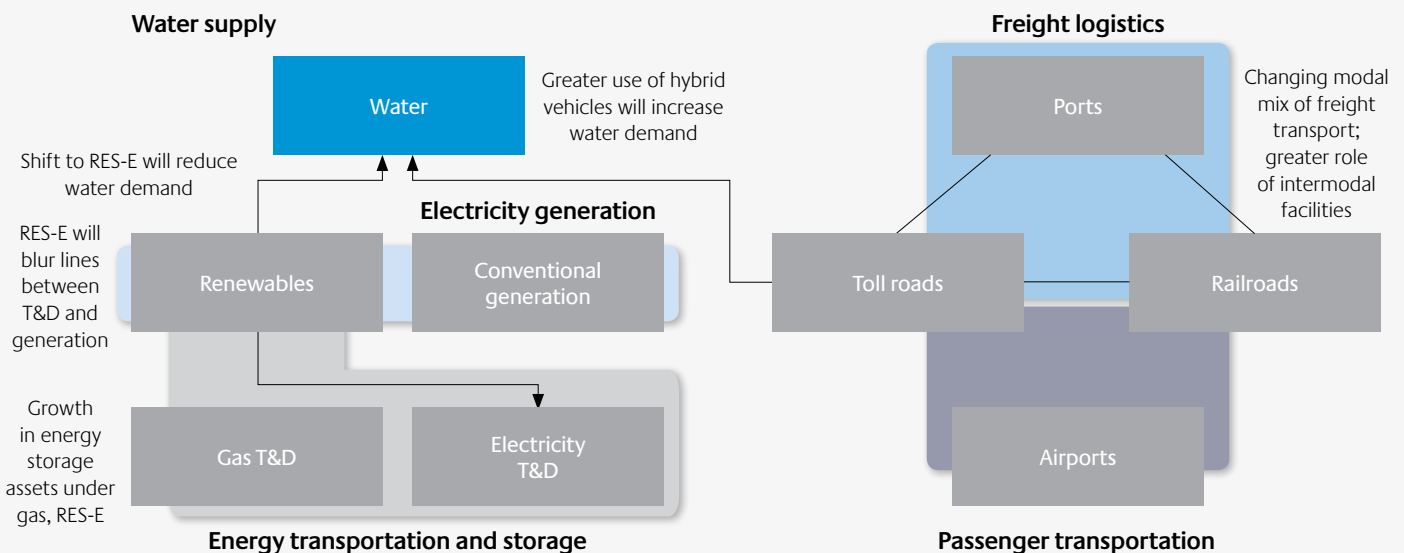 Water supply
Freight logistics
Water
Greater use of hybrid
vehicles will increase
water demand
Ports
Changing modal
mix of freight
transport;
greater role
of intermodal
facilities
Shift to RES-E will reduce
water demand
Electricity generation
RES-E will
blur lines
between
T&D and
generation
Renewables
Conventional
generation
Toll roads
Railroads
Growth
in energy
storage
assets under
gas, RES-E
Gas T&D
Electricity
T&D
Airports
Energy transportation and storage
Passenger transportation